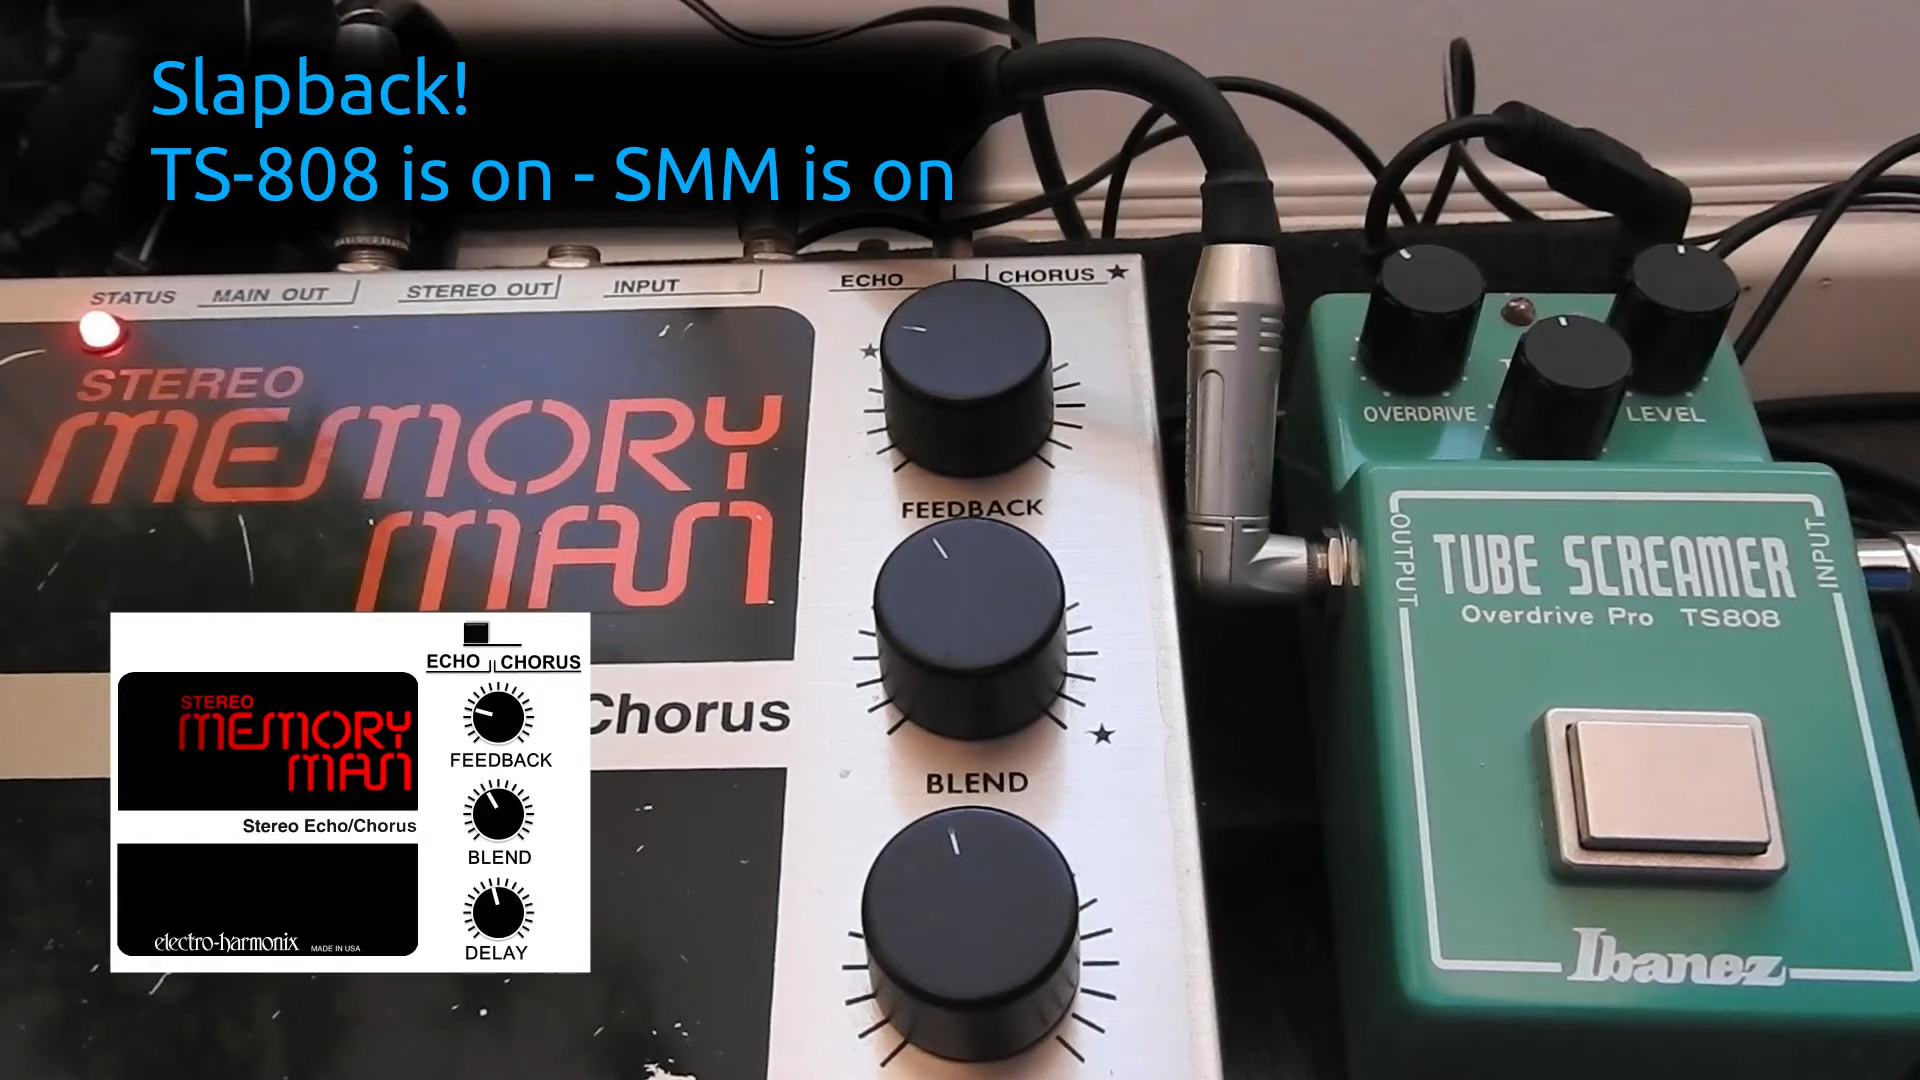 Slapback!
TS-808 is on - SMM is on
STATUS
MAIN OUT
STEREO OUT
INPUT
ECHO
CHORUS★
STEREO
MEMORY
MAN
Chorus
FEEDBACK
BLEND
OVERDRIVE
LEVEL
OUTPUT
INPUT
TUBE SCREAMER
Overdrive Pro TS808
Ibanez
ECHO CHORUS
STEREO
MEMORY
MAN
Stereo Echo/Chorus
electro-harmonix MADE IN USA
FEEDBACK
BLEND
DELAY